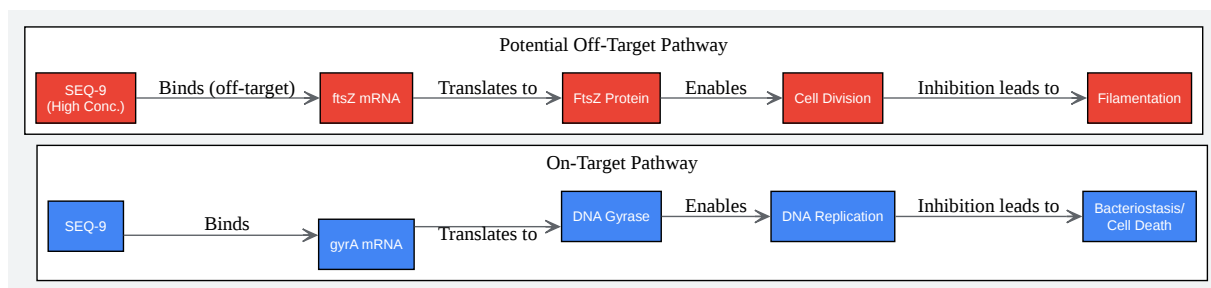 Potential Off-Target Pathway
SEQ-9
(High Conc.)
Binds (off-target)
ftsZ mRNA
Translates to
FtsZ Protein
Enables
Cell Division
Inhibition leads to
Filamentation
On-Target Pathway
SEQ-9
Binds
gyrA mRNA
Translates to
DNA Gyrase
Enables
DNA Replication
Inhibition leads to
Bacteriostasis/
Cell Death